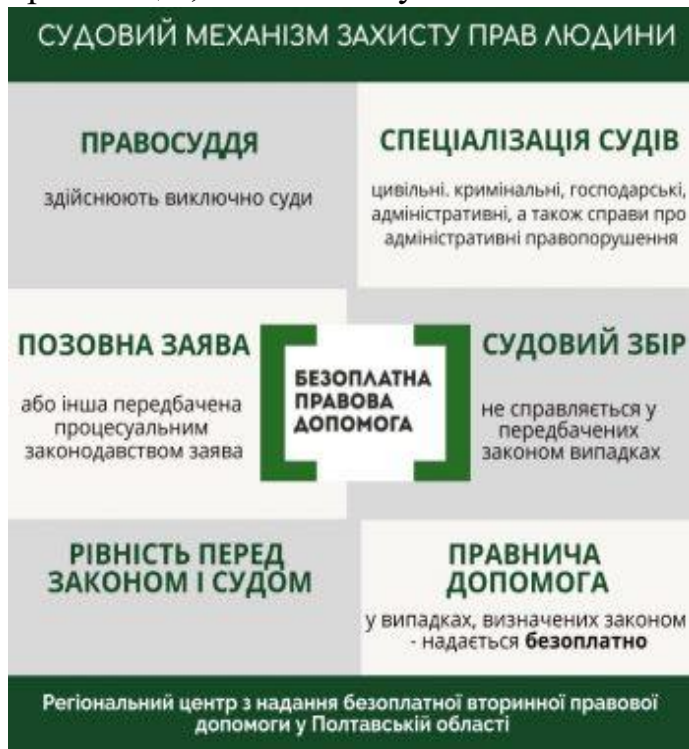 СУДОВИЙ МЕХАНІЗМ ЗАХИСТУ ПРАВ ЛЮДИНИ
ПРАВОСУДДЯ
здійснюють виключно суди
СПЕЦІАЛІЗАЦІЯ СУДІВ
цивільні. кримінальні, господарські,
адміністративні, а також справи про
адміністративні правопорушення
ПОЗОВНА ЗАЯВА
або інша передбачена
процесуальним
законодавством заява
БЕЗОПЛАТНА
ПРАВОВА
ДОПОМОГА
СУДОВИЙ ЗБІР
не справляється у
передбачених
законом випадках
РІВНІСТЬ ПЕРЕД
ЗАКОНОМ І СУДОМ
ПРАВНИЧА
ДОПОМОГА
у випадках, визначених законом
- надається безоплатно
Регіональний центр з надання безоплатної вторинної правової
допомоги у Полтавській області